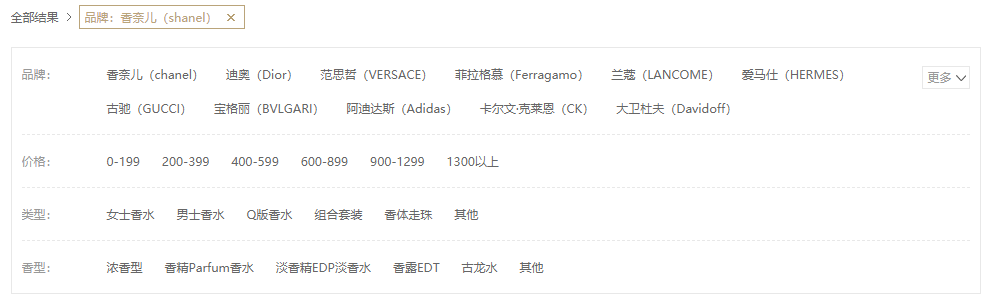 全部结果 > 品牌：香奈儿（shanel） ×
品牌： 香奈儿（chanel） 迪奥（Dior） 范思哲（VERSACE） 菲拉格慕（Ferragamo） 兰蔻（LANCOME） 爱马仕（HERMES） 更多
古驰（GUCCI） 宝格丽（BVLGARI） 阿迪达斯（Adidas） 卡尔文·克莱恩（CK） 大卫杜夫（Davidoff）
价格： 0-199 200-399 400-599 600-899 900-1299 1300以上
类型： 女士香水 男士香水 Q版香水 组合套装 香体走珠 其他
香型： 浓香型 香精Parfum香水 淡香精EDP淡香水 香露EDT 古龙水 其他